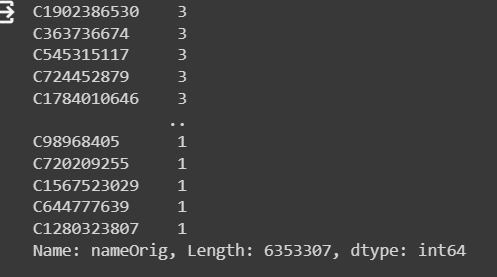 C1902386530 3
C363736674 3
C545315117 3
C724452879 3
C1784010646 3
..
C98968405 1
C720209255 1
C1567523029 1
C644777639 1
C1280323807 1
Name: nameOrig, Length: 6353307, dtype: int64